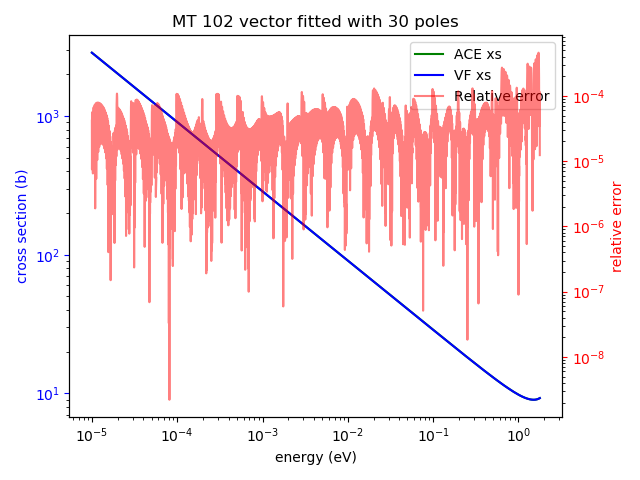 MT 102 vector fitted with 30 poles
ACE xs
VF xs
Relative error
cross section (b)
10³
10²
10¹
10⁻⁴
10⁻⁵
10⁻⁶
10⁻⁷
10⁻⁸
relative error
10⁻⁵ 10⁻⁴ 10⁻³ 10⁻² 10⁻¹ 10⁰
energy (eV)